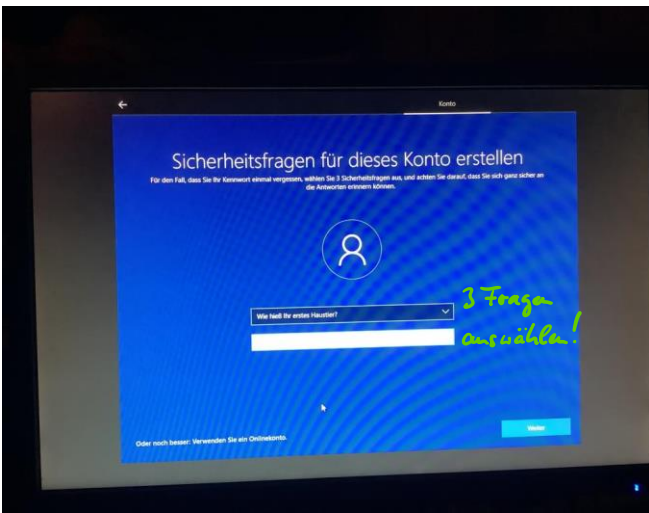 Konto
Sicherheitsfragen für dieses Konto erstellen
Für den Fall, dass Sie Ihr Kennwort einmal vergessen, wählen Sie 3 Sicherheitsfragen aus, und achten Sie darauf, dass Sie sich ganz sicher an
die Antworten erinnern können.
Wie hieß Ihr erstes Haustier?
3 Fragen
auswählen!
Oder noch besser: Verwenden Sie ein Onlinekonto.
Weiter